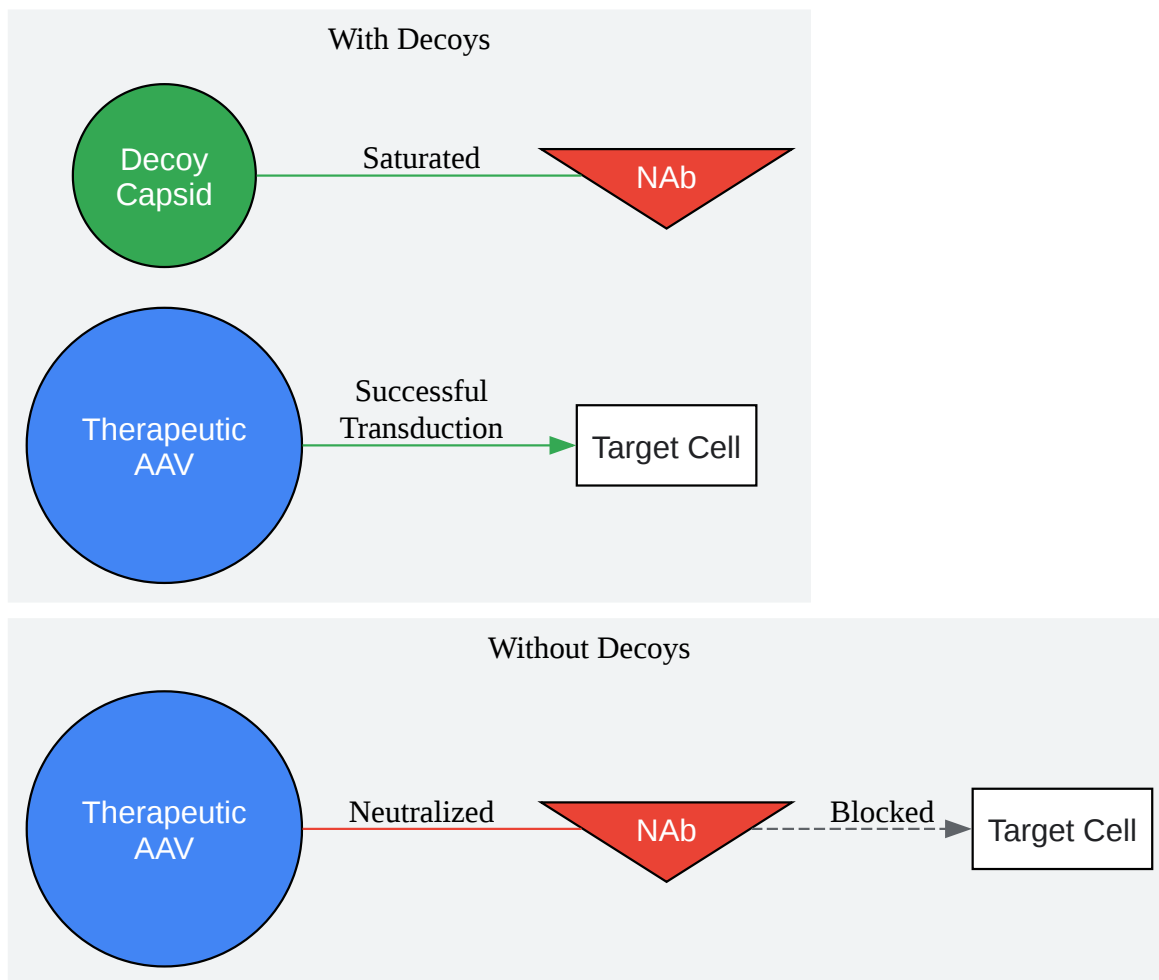 With Decoys
Decoy
Capsid
Saturated
NAb
Therapeutic
AAV
Successful
Transduction
Target Cell
Without Decoys
Therapeutic
AAV
Neutralized
NAb
Blocked
Target Cell